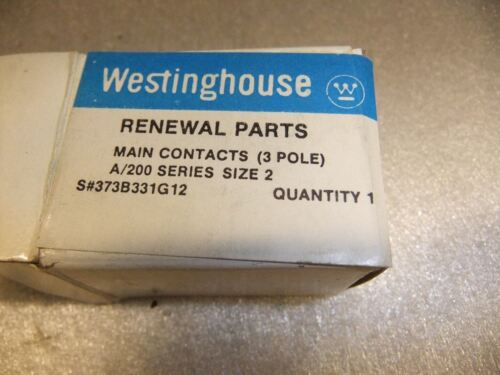 Westinghouse
RENEWAL PARTS
MAIN CONTACTS (3 POLE)
A/200 SERIES SIZE 2
S#373B331G12 QUANTITY 1